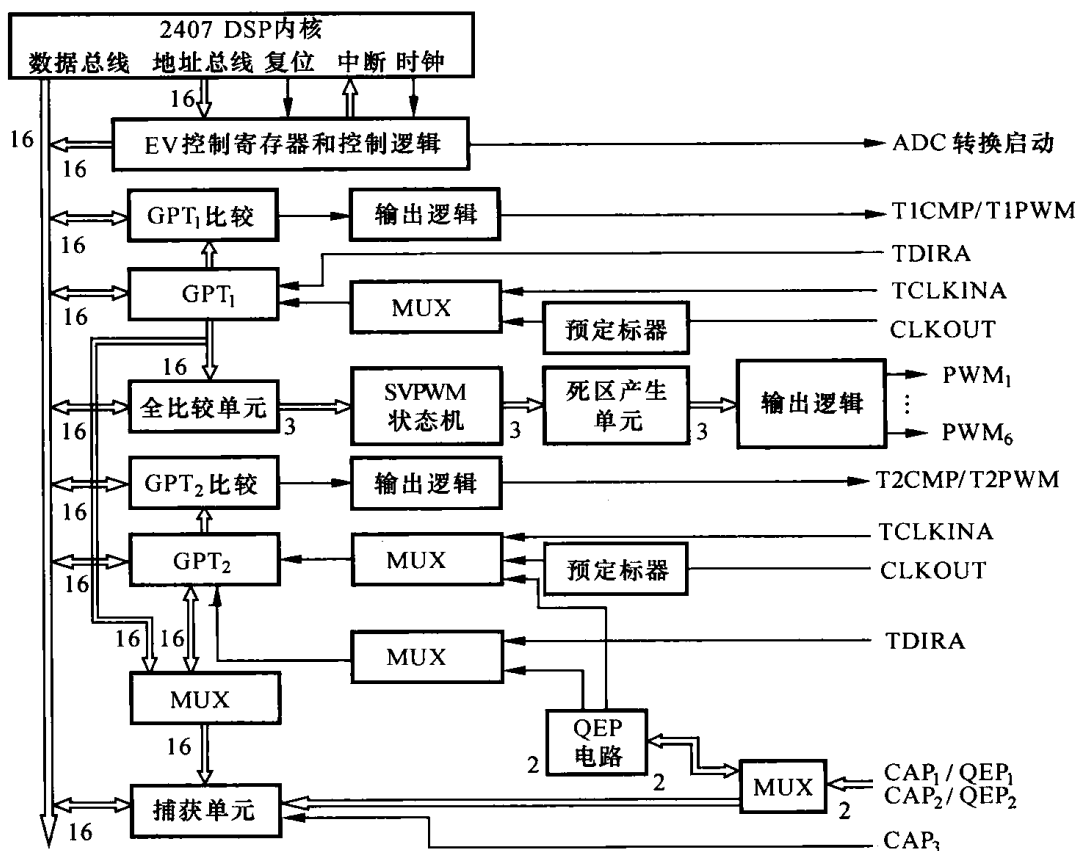 2407 DSP内核
数据总线 地址总线 复位 中断 时钟
16
16
EV控制寄存器和控制逻辑
ADC 转换启动
16
GPT₁比较
输出逻辑
T1CMP/T1PWM
16
TDIRA
GPT₁
MUX
TCLKINA
16
预定标器
CLKOUT
16
全比较单元
SVPWM
状态机
死区产生
单元
输出逻辑
PWM₁
⋮
PWM₆
16
3
3
3
GPT₂比较
输出逻辑
T2CMP/T2PWM
16
TCLKINA
GPT₂
MUX
预定标器
CLKOUT
16
16
16
MUX
TDIRA
MUX
16
QEP
电路
2
2
MUX
2
CAP₁/QEP₁
CAP₂/QEP₂
捕获单元
16
CAP₃